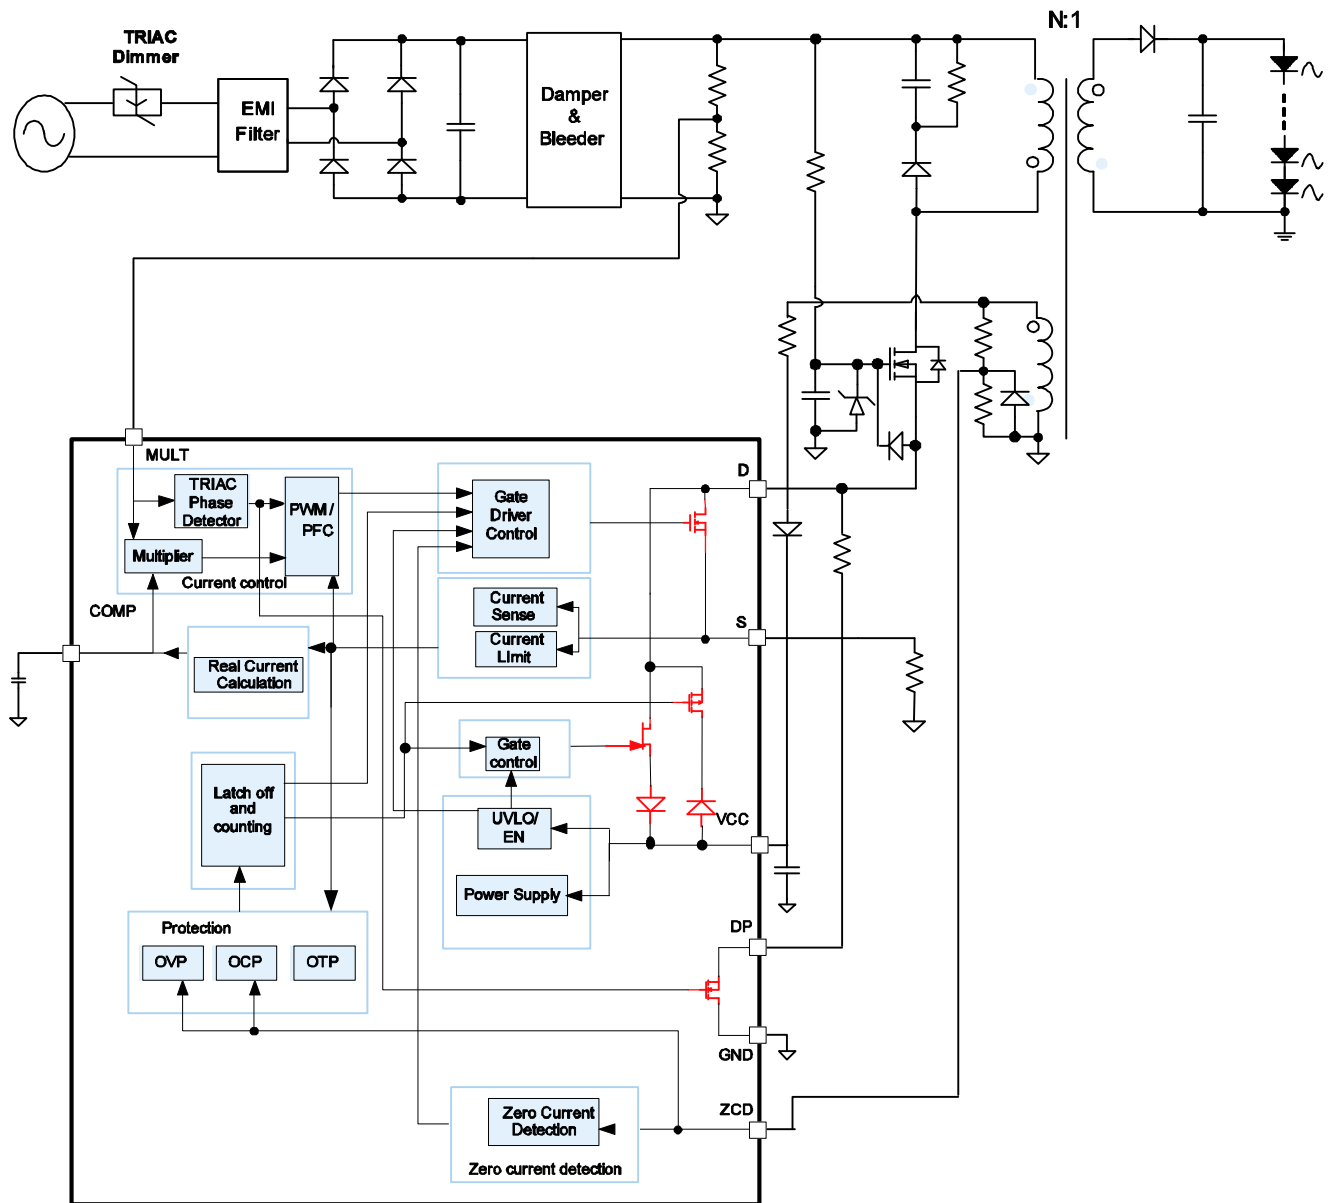 N:1
TRIAC
Dimmer
EMI
Filter
Damper
&
Bleeder
MULT
TRIAC
Phase
Detector
PWM /
PFC
Multiplier
Current control
Gate
Driver
Control
D
COMP
Current
Sense
Current
LImit
S
Real Current
Calculation
Gate
control
Latch off
and
counting
UVLO/
EN
VCC
Power Supply
Protection
OVP
OCP
OTP
DP
GND
ZCD
Zero Current
Detection
Zero current detection